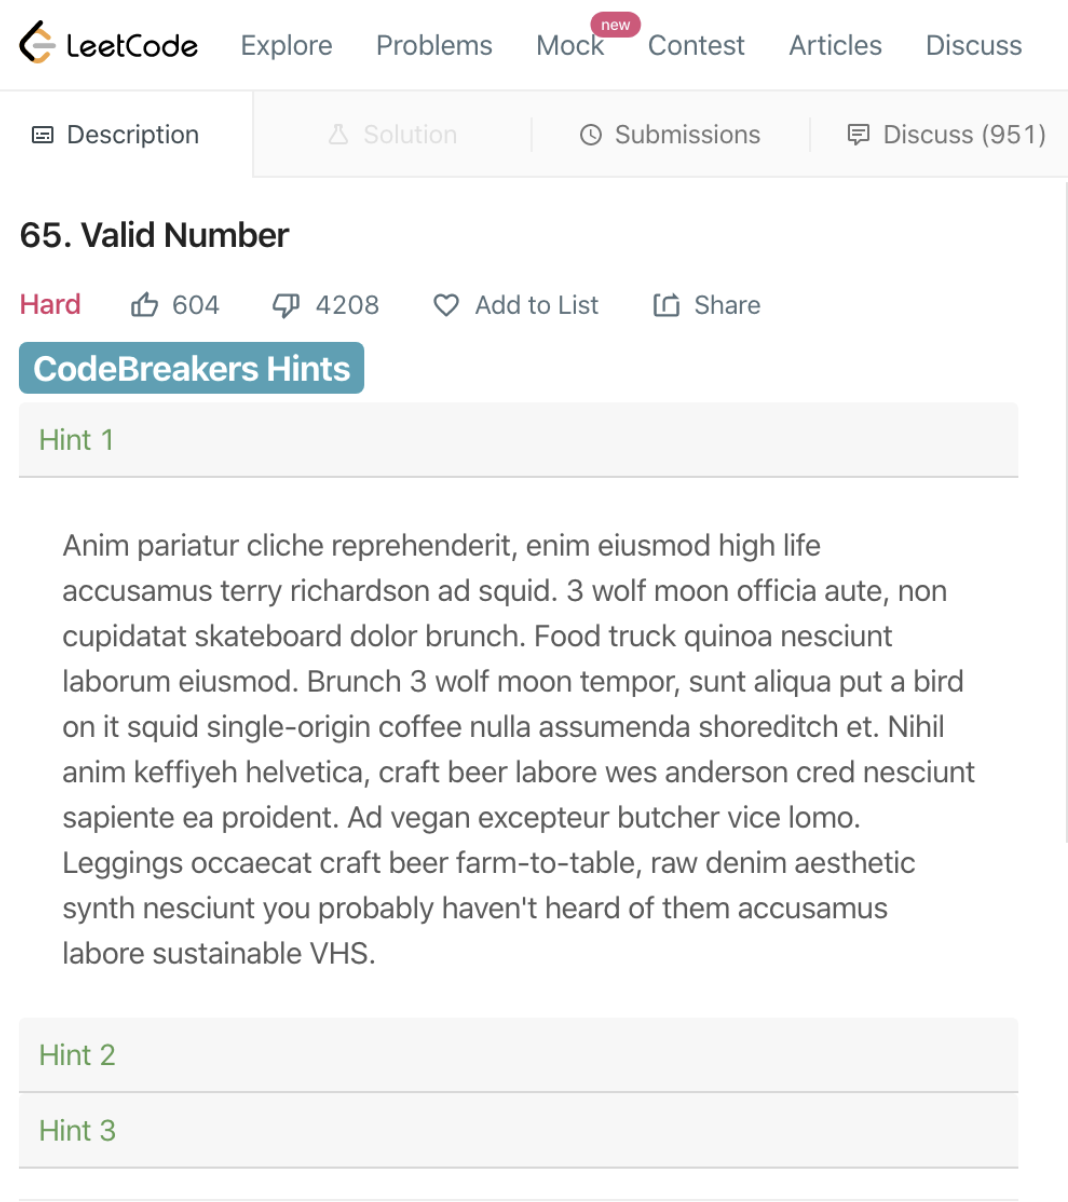 LeetCode Explore Problems Mock new Contest Articles Discuss
Description Solution Submissions Discuss (951)
65. Valid Number
Hard 604 4208 Add to List Share
CodeBreakers Hints
Hint 1
Anim pariatur cliche reprehenderit, enim eiusmod high life
accusamus terry richardson ad squid. 3 wolf moon officia aute, non
cupidatat skateboard dolor brunch. Food truck quinoa nesciunt
laborum eiusmod. Brunch 3 wolf moon tempor, sunt aliqua put a bird
on it squid single-origin coffee nulla assumenda shoreditch et. Nihil
anim keffiyeh helvetica, craft beer labore wes anderson cred nesciunt
sapiente ea proident. Ad vegan excepteur butcher vice lomo.
Leggings occaecat craft beer farm-to-table, raw denim aesthetic
synth nesciunt you probably haven't heard of them accusamus
labore sustainable VHS.
Hint 2
Hint 3